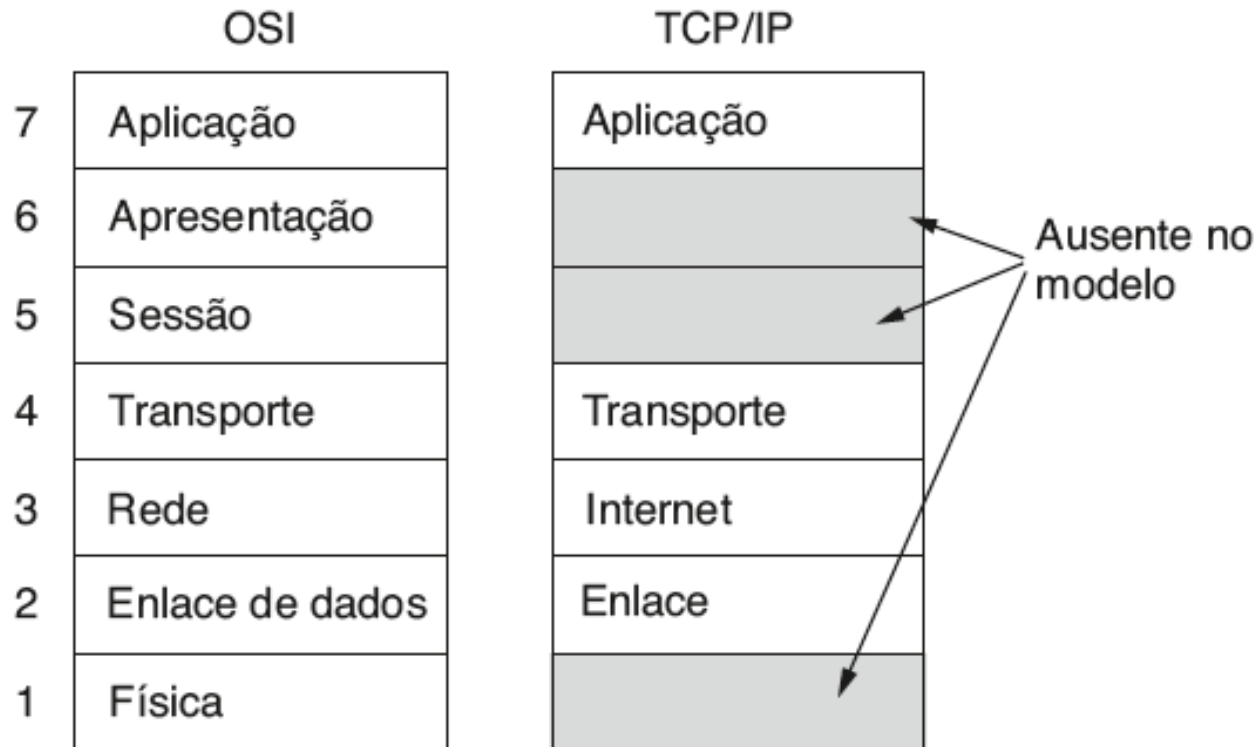 OSI
TCP/IP
7
Aplicação
Aplicação
6
Apresentação
5
Sessão
4
Transporte
Transporte
3
Rede
Internet
2
Enlace de dados
Enlace
1
Física
Ausente no
modelo